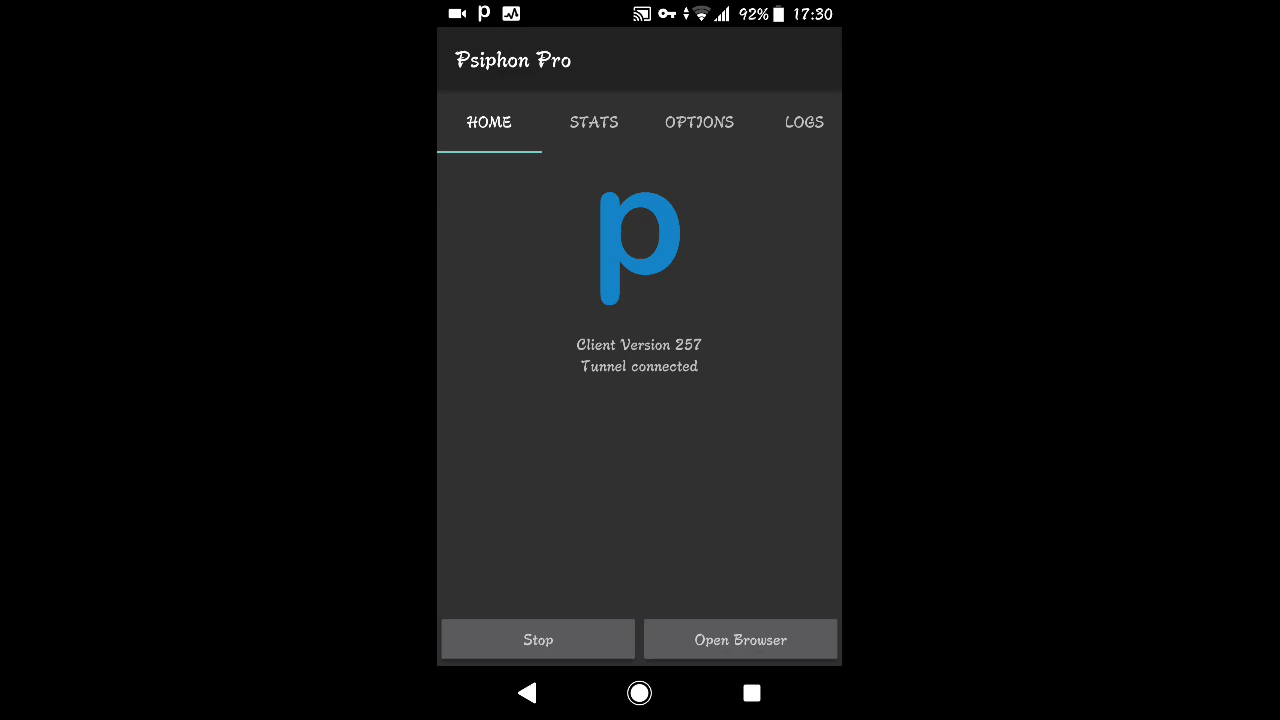 92% 17:30
Psiphon Pro
HOME STATS OPTIONS LOGS
p
Client Version 257
Tunnel connected
Stop Open Browser